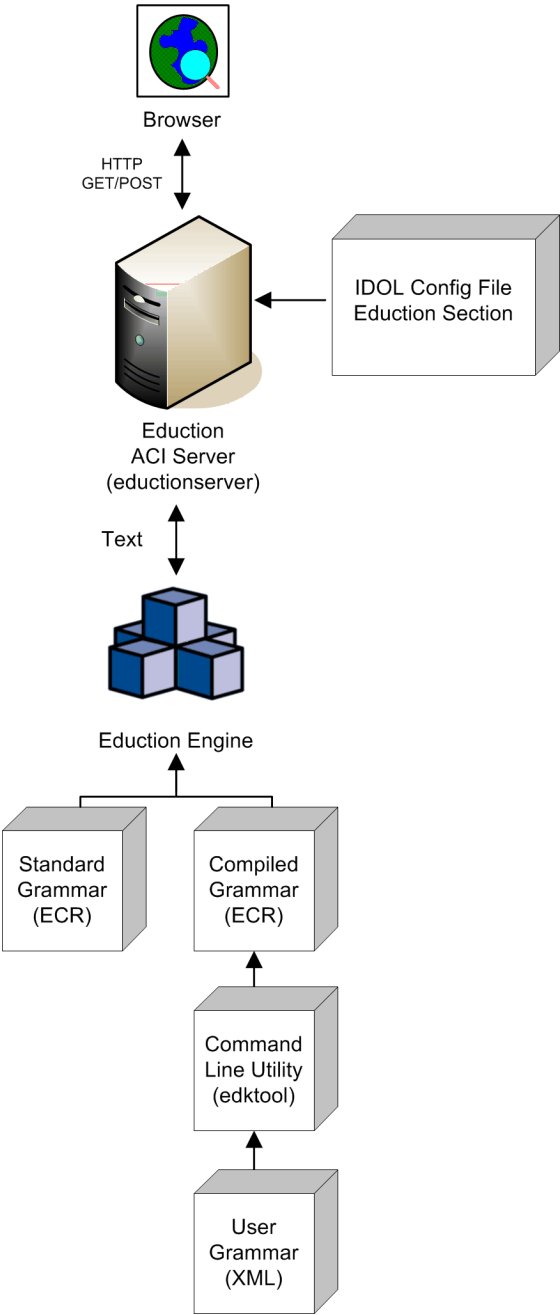 Browser
HTTP
GET/POST
IDOL Config File
Eduction Section
Eduction
ACI Server
(eductionserver)
Text
Eduction Engine
Standard
Grammar
(ECR)
Compiled
Grammar
(ECR)
Command
Line Utility
(edktool)
User
Grammar
(XML)